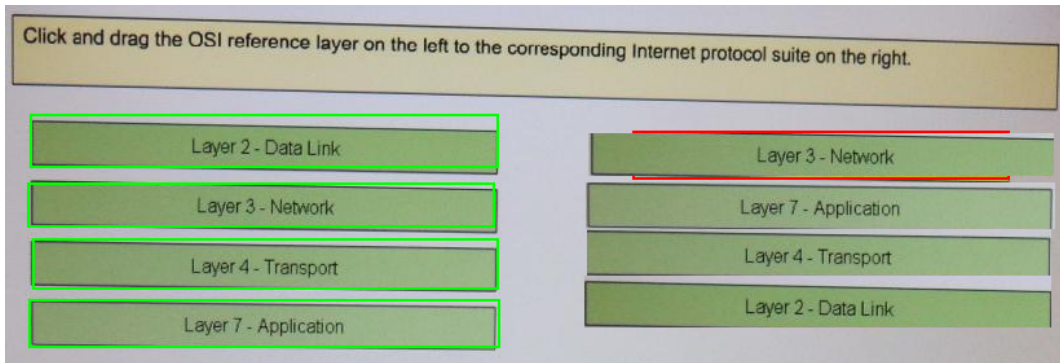 Click and drag the OSI reference layer on the left to the corresponding Internet protocol suite on the right.
Layer 2 - Data Link
Layer 3 - Network
Layer 4 - Transport
Layer 7 - Application
Layer 3 - Network
Layer 7 - Application
Layer 4 - Transport
Layer 2 - Data Link